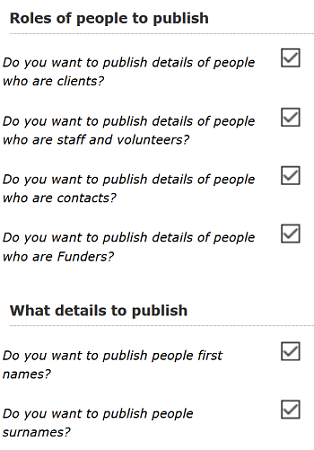 Roles of people to publish
Do you want to publish details of people
who are clients?
Do you want to publish details of people
who are staff and volunteers?
Do you want to publish details of people
who are contacts?
Do you want to publish details of people
who are Funders?
What details to publish
Do you want to publish people first
names?
Do you want to publish people
surnames?